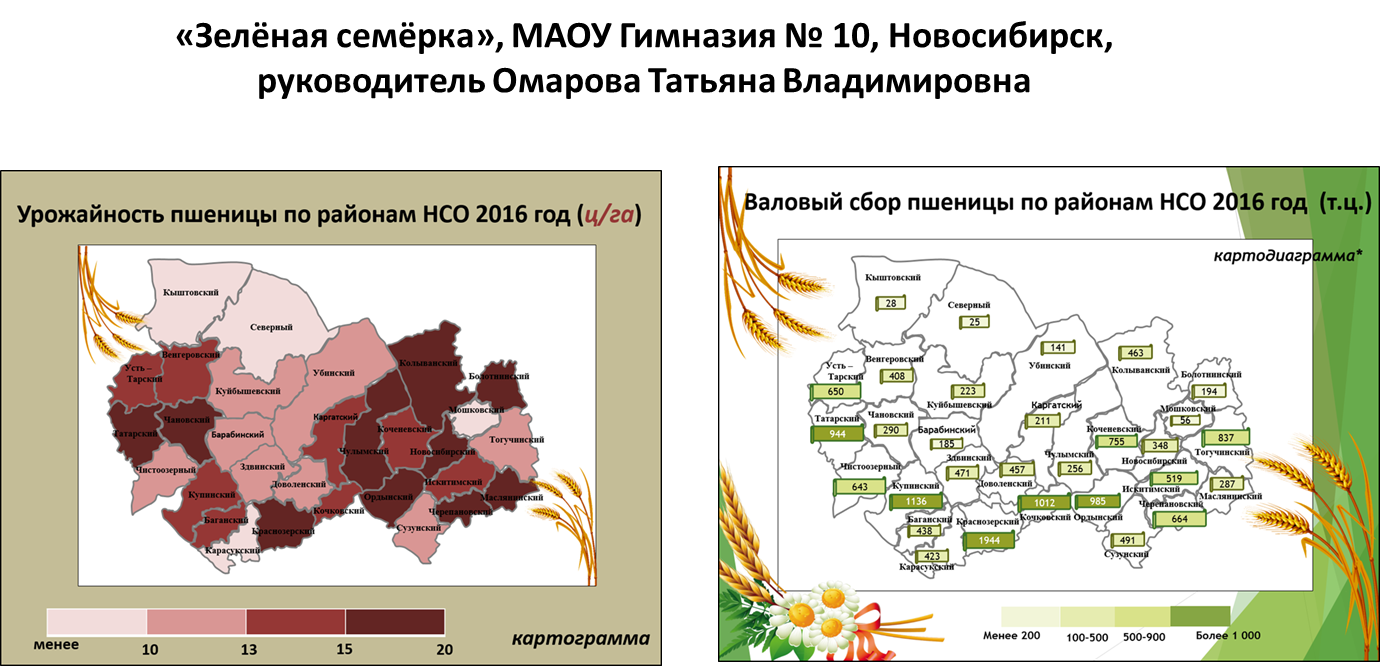 «Зелёная семёрка», МАОУ Гимназия № 10, Новосибирск,
руководитель Омарова Татьяна Владимировна
Урожайность пшеницы по районам НСО 2016 год (ц/га)
Кыштовский
Северный
Венгеровский
Усть –
Тарский
Куйбышевский
Убинский
Колыванский
Болотнинский
Мошковский
Татарский
Чановский
Барабинский
Каргатский
Коченевский
Тогучинский
Чулымский
Новосибирский
Чистоозерный
Здвинский
Доволенский
Искитимский
Купинский
Ордынский
Маслянинский
Кочковский
Черепановский
Баганский
Краснозерский
Сузунский
Карасукский
менее
10
13
15
20
картограмма
Валовый сбор пшеницы по районам НСО 2016 год (т.ц.)
картодиаграмма*
Кыштовский
28
Северный
25
141
Убинский
463
Колыванский
Венгеровский
408
Усть –
Тарский
650
223
Куйбышевский
Болотнинский
194
Татарский
944
Чановский
290
Барабинский
185
Каргатский
211
Мошковский
56
Коченевский
755
348
Новосибирский
837
Тогучинский
Чистоозерный
643
Здвинский
471
457
Доволенский
Чулымский
256
519
Искитимский
287
Маслянинский
Купинский
1136
1012
Кочковский
985
Ордынский
Черепановский
664
Баганский
438
Краснозерский
1944
491
Сузунский
423
Карасукский
Менее 200
100-500
500-900
Более 1 000